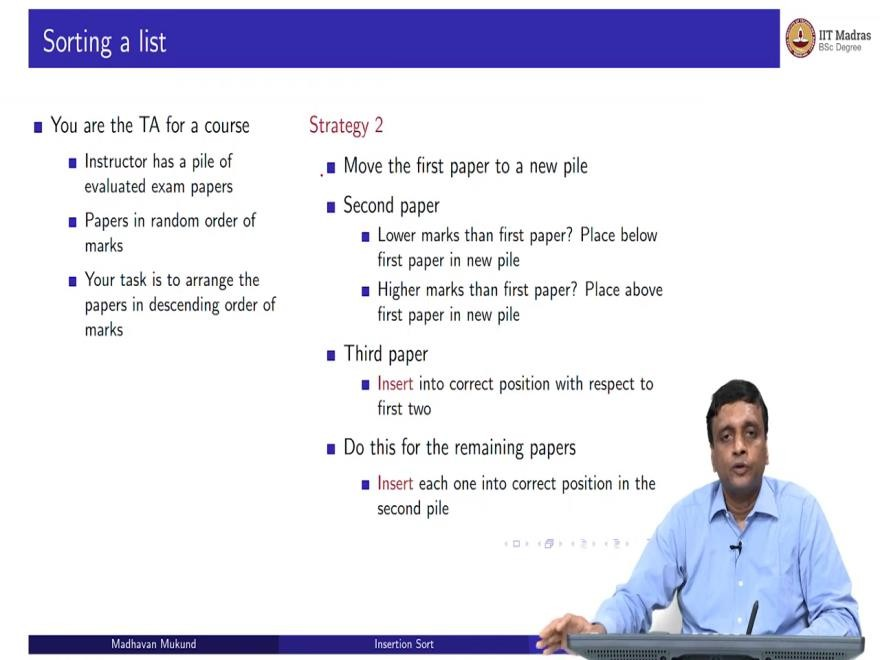 Sorting a list
IIT Madras
BSc Degree
You are the TA for a course
Instructor has a pile of
evaluated exam papers
Papers in random order of
marks
Your task is to arrange the
papers in descending order of
marks
Strategy 2
Move the first paper to a new pile
Second paper
Lower marks than first paper? Place below
first paper in new pile
Higher marks than first paper? Place above
first paper in new pile
Third paper
Insert into correct position with respect to
first two
Do this for the remaining papers
Insert each one into correct position in the
second pile
Madhavan Mukund
Insertion Sort